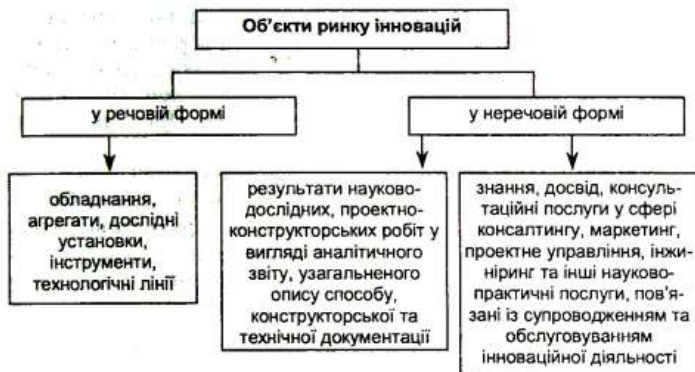 Об'єкти ринку інновацій
у речовій формі
у неречовій формі
обладнання,
агрегати, дослідні
установки,
інструменти,
технологічні лінії
результати науково-
дослідних, проектно-
конструкторських робіт у
вигляді аналітичного
звіту, узагальненого
опису способу,
конструкторської та
технічної документації
знання, досвід, консуль-
таційні послуги у сфері
консалтингу, маркетинг,
проектне управління, інжи-
ніринг та інші науково-
практичні послуги, пов'я-
зані із супроводженням та
обслуговуванням
інноваційної діяльності